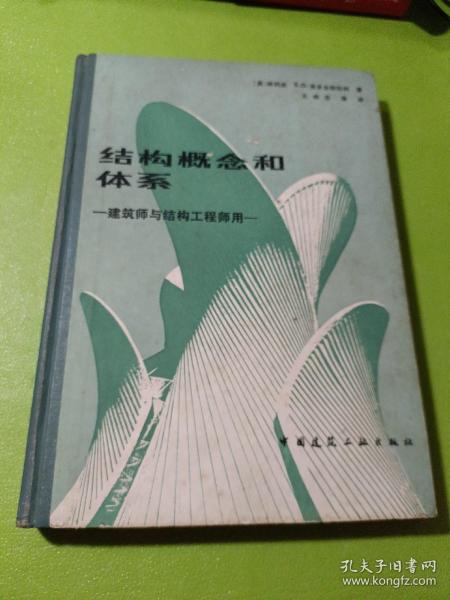 结构概念和
体系
—建筑师与结构工程师用—
中国建筑工业出版社
孔夫子旧书网
www.kongfz.com